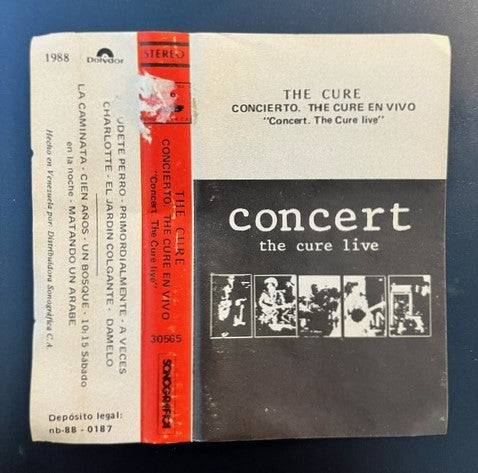 1988
Polydor
ODETE PERRO - PRIMORDIALMENTE - A VECES
CHARLOTTE - EL JARDIN COLGANTE - DAMELO
LA CAMINATA - CIEN AÑOS - UN BOSQUE - 10:15 Sábado
en la noche - MATANDO UN ARABE
Hecho en Venezuela por: Distribuidora Sonográfica C.A.
Depósito legal:
nb-88 - 0187
STEREO
THE CURE
CONCIERTO. THE CURE EN VIVO
"Concert. The Cure live"
30565
SONOGRAFICA
THE CURE
CONCIERTO. THE CURE EN VIVO
"Concert. The Cure live"
concert
the cure live